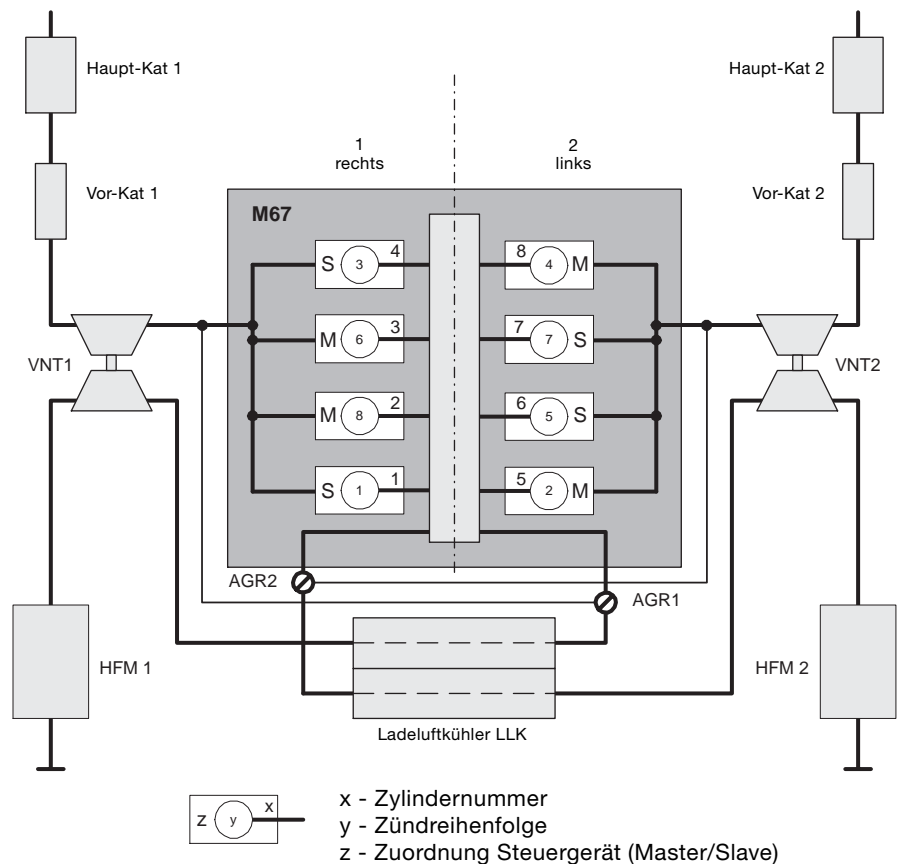 Haupt-Kat 1
Haupt-Kat 2
1
rechts
2
links
Vor-Kat 1
Vor-Kat 2
M67
S 3 4
8 4 M
M 6 3
7 7 S
VNT1
VNT2
M 8 2
6 5 S
S 1 1
5 2 M
AGR2
AGR1
HFM 1
HFM 2
Ladeluftkühler LLK
z y x
x - Zylindernummer
y - Zündreihenfolge
z - Zuordnung Steuergerät (Master/Slave)